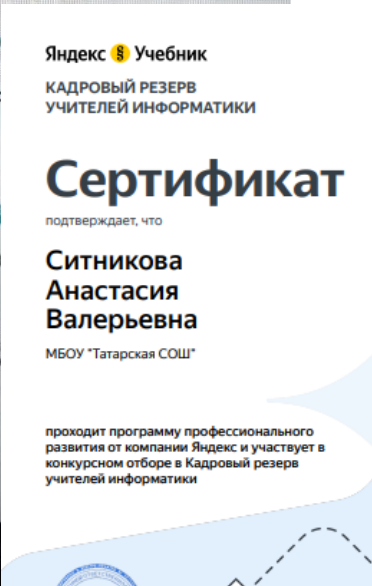 Яндекс Учебник
КАДРОВЫЙ РЕЗЕРВ
УЧИТЕЛЕЙ ИНФОРМАТИКИ
Сертификат
подтверждает, что
Ситникова
Анастасия
Валерьевна
МБОУ "Татарская СОШ"
проходит программу профессионального
развития от компании Яндекс и участвует в
конкурсном отборе в Кадровый резерв
учителей информатики